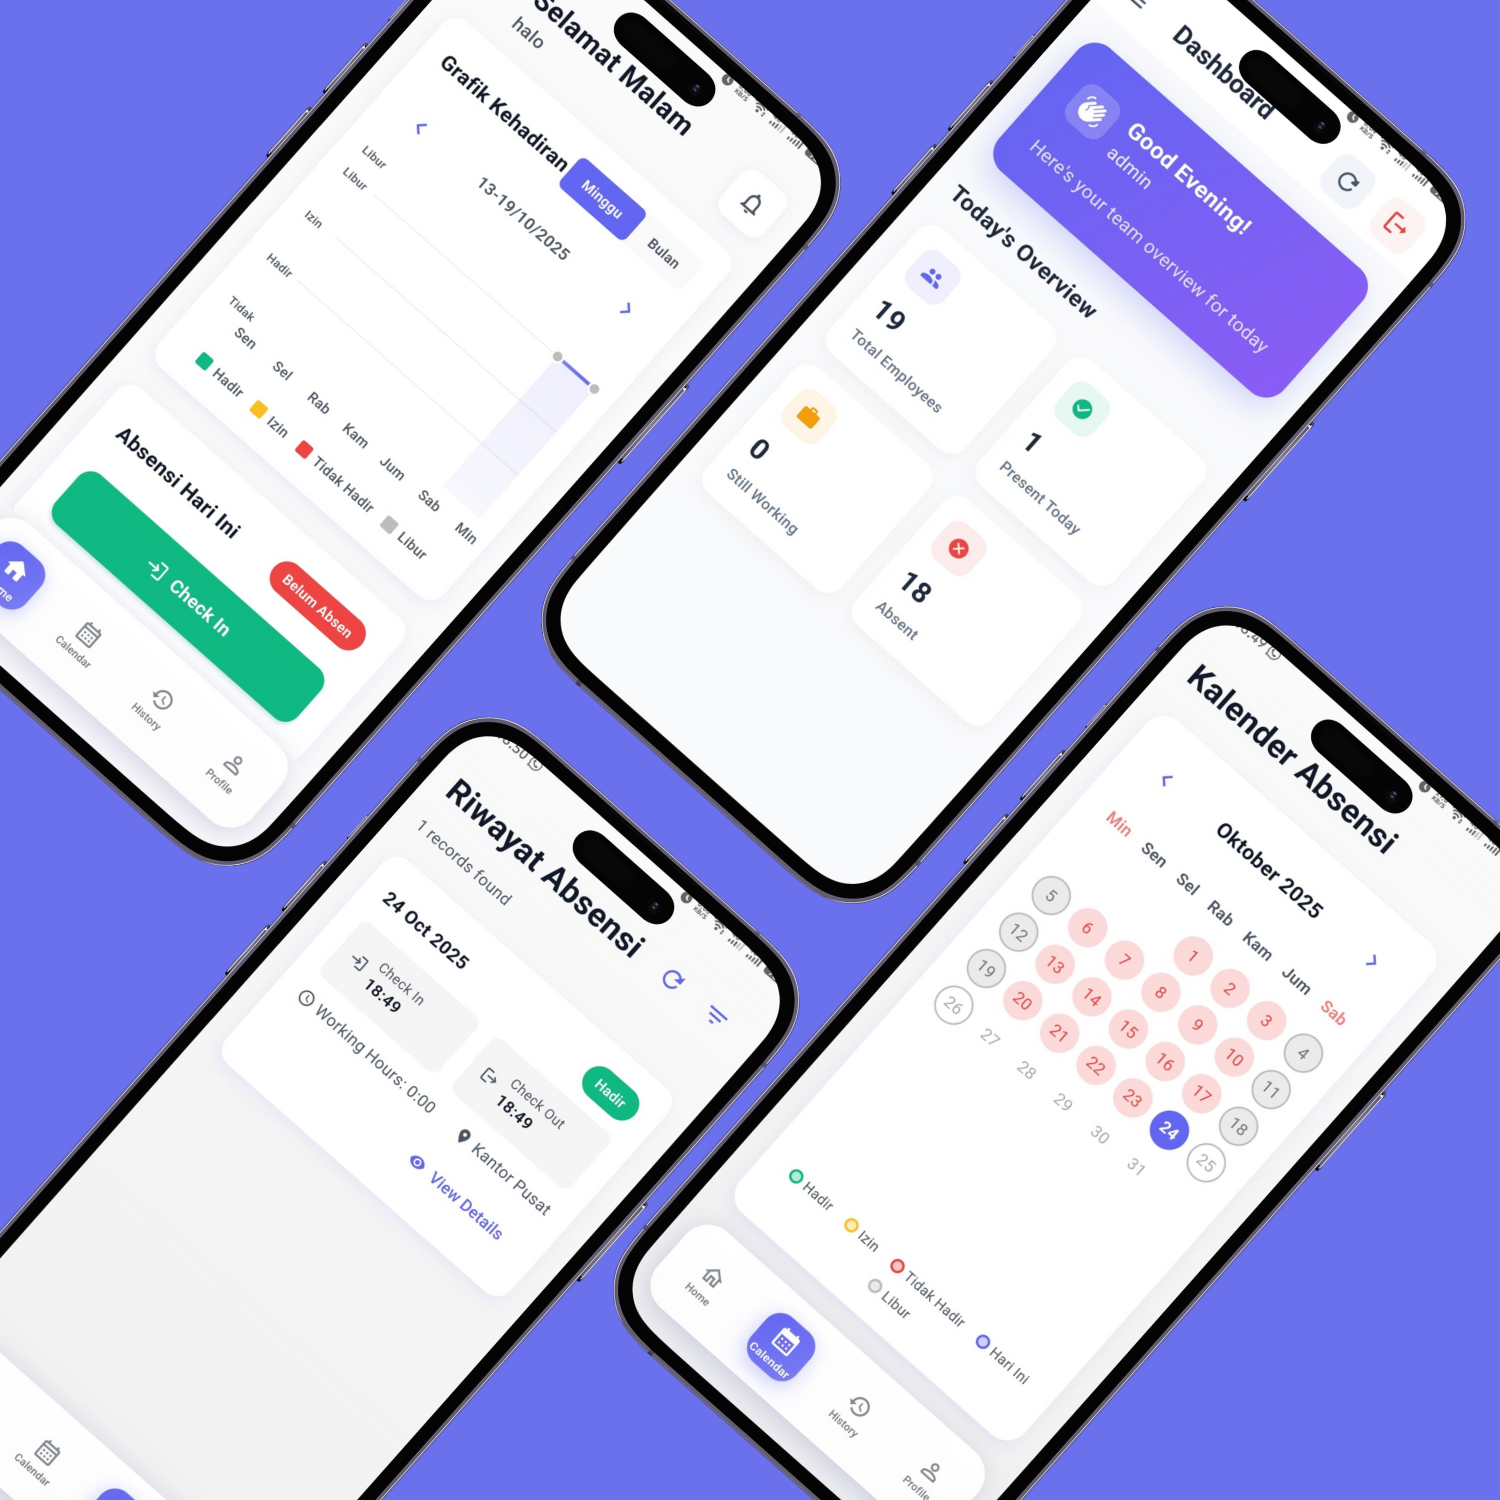 Selamat Malam
halo
Grafik Kehadiran
Minggu
Bulan
13-19/10/2025
Libur
Libur
Izin
Hadir
Tidak
Sen
Sel
Rab
Kam
Jum
Sab
Min
Hadir
Izin
Tidak Hadir
Libur
Absensi Hari Ini
Belum Absen
Check In
Calendar
History
Profile
Dashboard
Good Evening!
admin
Here's your team overview for today
Today's Overview
19
Total Employees
1
Present Today
0
Still Working
18
Absent
Riwayat Absensi
1 records found
24 Oct 2025
Hadir
Check In
18:49
Check Out
18:49
Working Hours: 0:00
Kantor Pusat
View Details
Calendar
Kalender Absensi
Oktober 2025
Min Sen Sel Rab Kam Jum Sab
1 2 3 4
5 6 7 8 9 10 11
12 13 14 15 16 17 18
19 20 21 22 23 24 25
26 27 28 29 30 31
Hadir
Izin
Tidak Hadir
Hari Ini
Libur
Home
Calendar
History
Profile